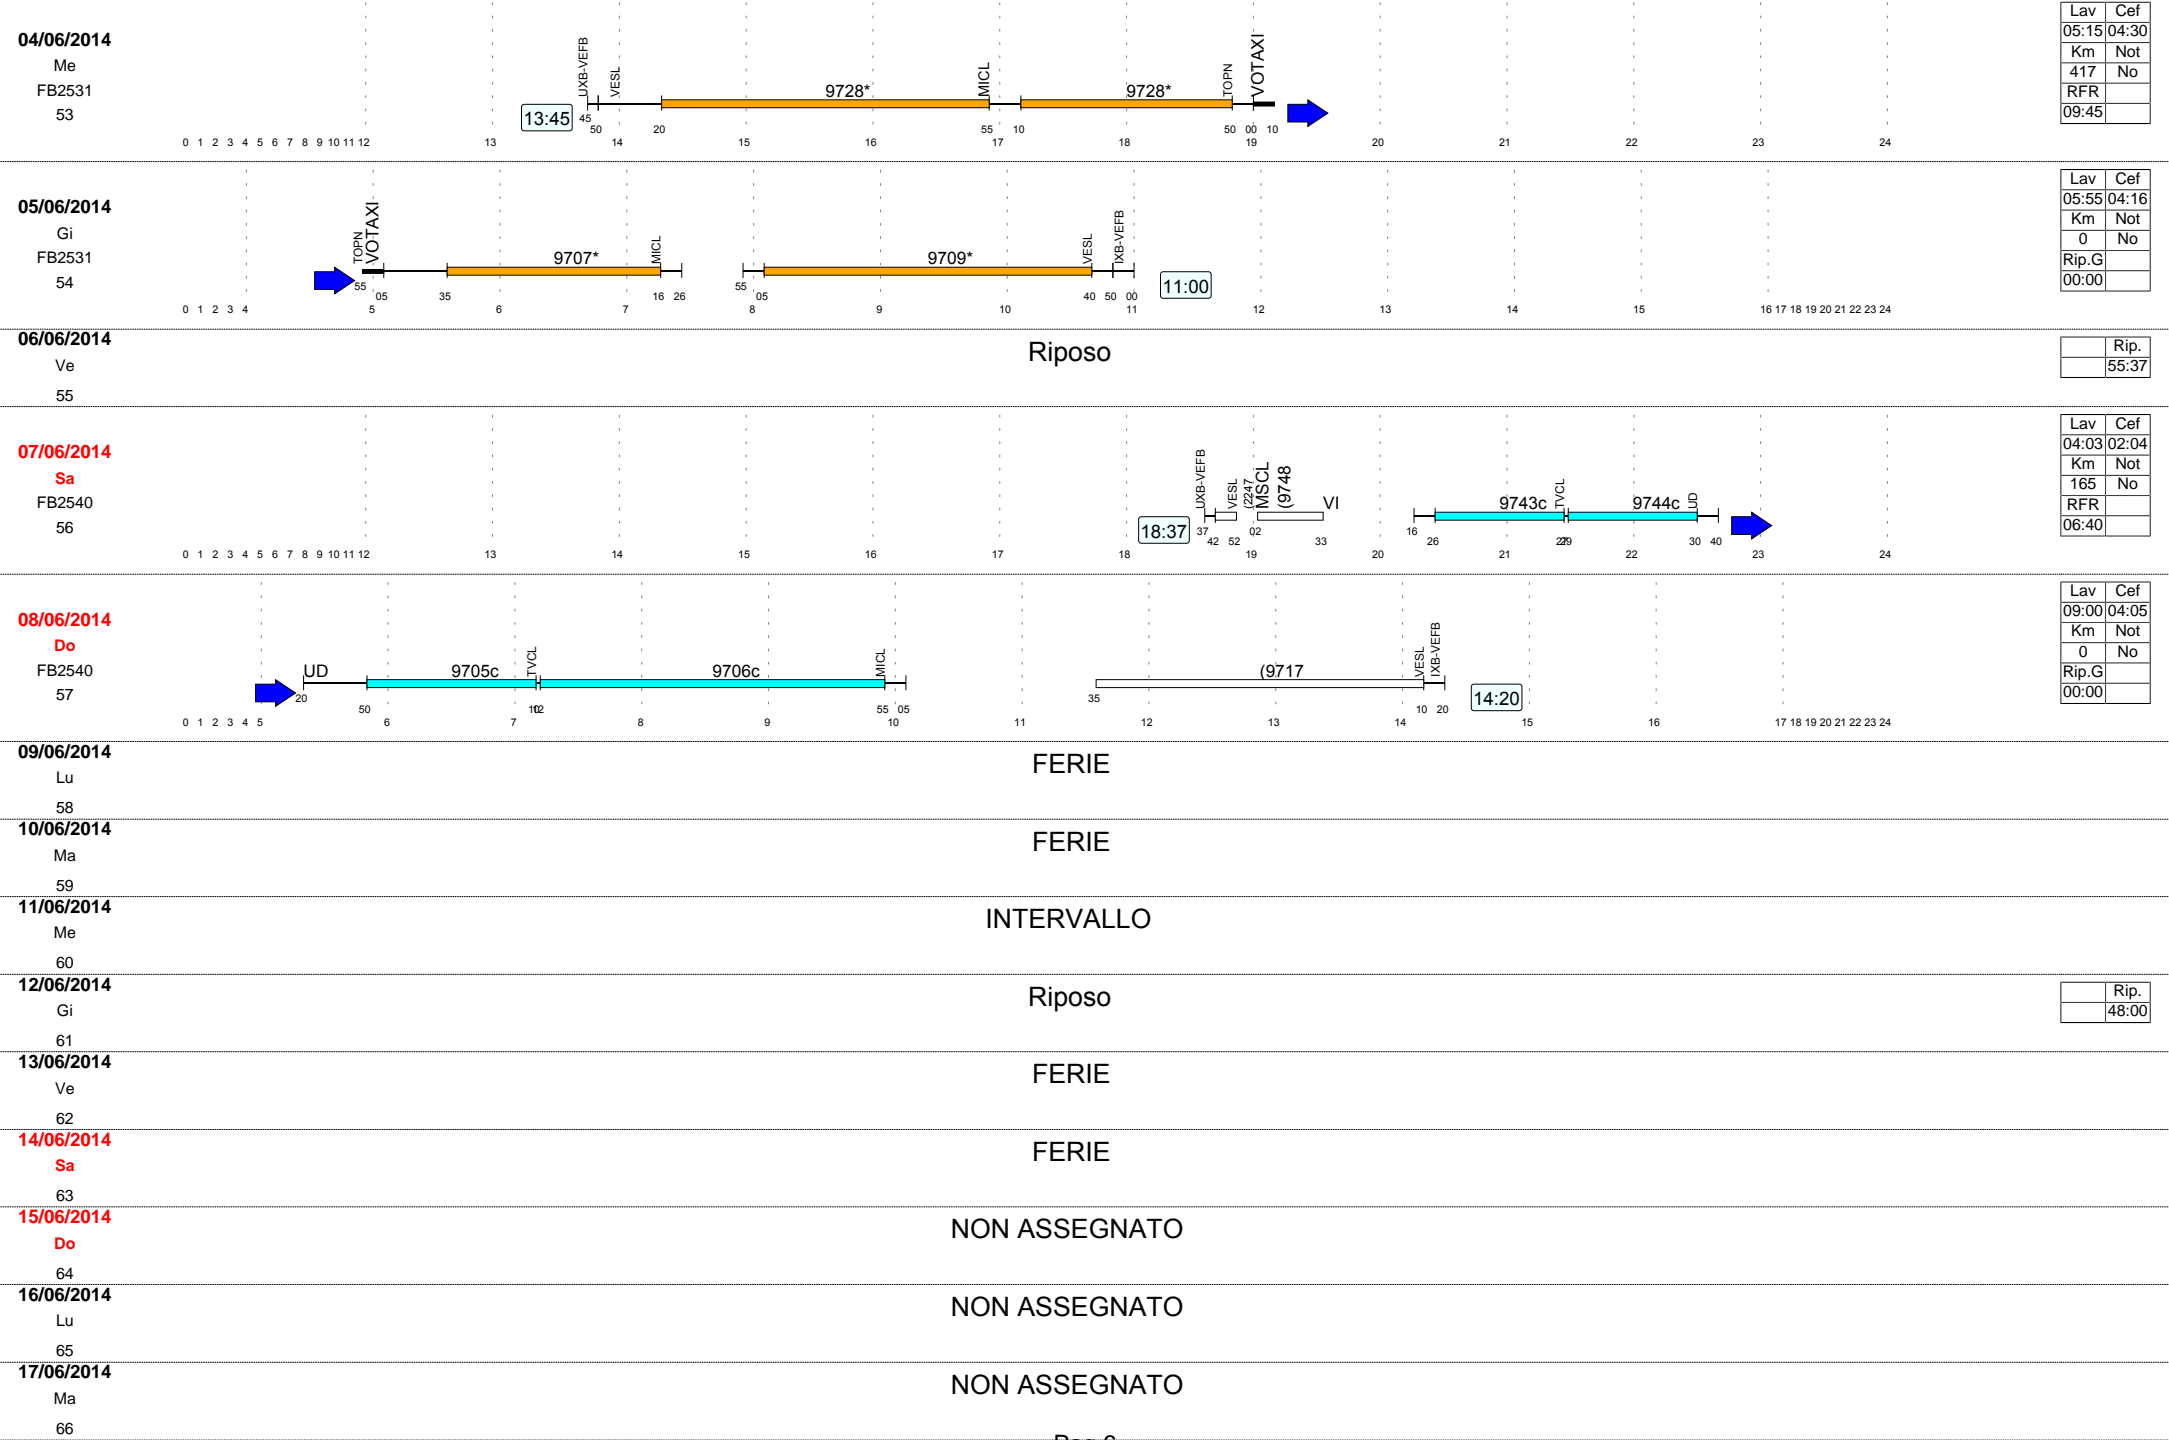 04/06/2014
Me
FB2531
53
13:45
UXB-VEFB
VESL
9728*
MICL
9728*
TOPN
VOTAXI
45 50 20 55 10 50 00 10
0 1 2 3 4 5 6 7 8 9 10 11 12 13 14 15 16 17 18 19 20 21 22 23 24
Lav Cef
05:15 04:30
Km Not
417 No
RFR
09:45
05/06/2014
Gi
FB2531
54
TOPN
VOTAXI
9707*
MICL
9709*
VESL
IXB-VEFB
11:00
55 05 35 16 26 55 05 40 50 00
0 1 2 3 4 5 6 7 8 9 10 11 12 13 14 15 16 17 18 19 20 21 22 23 24
Lav Cef
05:55 04:16
Km Not
0 No
Rip.G
00:00
06/06/2014
Ve
55
Riposo
Rip.
55:37
07/06/2014
Sa
FB2540
56
18:37
UXB-VEFB
VESL
(2247
MSCL
(9748
VI
9743c
TVCL
9744c
UD
37 42 52 02 33 16 26 27 29 30 40
0 1 2 3 4 5 6 7 8 9 10 11 12 13 14 15 16 17 18 19 20 21 22 23 24
Lav Cef
04:03 02:04
Km Not
165 No
RFR
06:40
08/06/2014
Do
FB2540
57
UD
9705c
TVCL
9706c
MICL
(9717
VESL
IXB-VEFB
14:20
20 50 10 12 55 05 35 10 20
0 1 2 3 4 5 6 7 8 9 10 11 12 13 14 15 16 17 18 19 20 21 22 23 24
Lav Cef
09:00 04:05
Km Not
0 No
Rip.G
00:00
09/06/2014
Lu
58
FERIE
10/06/2014
Ma
59
FERIE
11/06/2014
Me
60
INTERVALLO
12/06/2014
Gi
61
Riposo
Rip.
48:00
13/06/2014
Ve
62
FERIE
14/06/2014
Sa
63
FERIE
15/06/2014
Do
64
NON ASSEGNATO
16/06/2014
Lu
65
NON ASSEGNATO
17/06/2014
Ma
66
NON ASSEGNATO